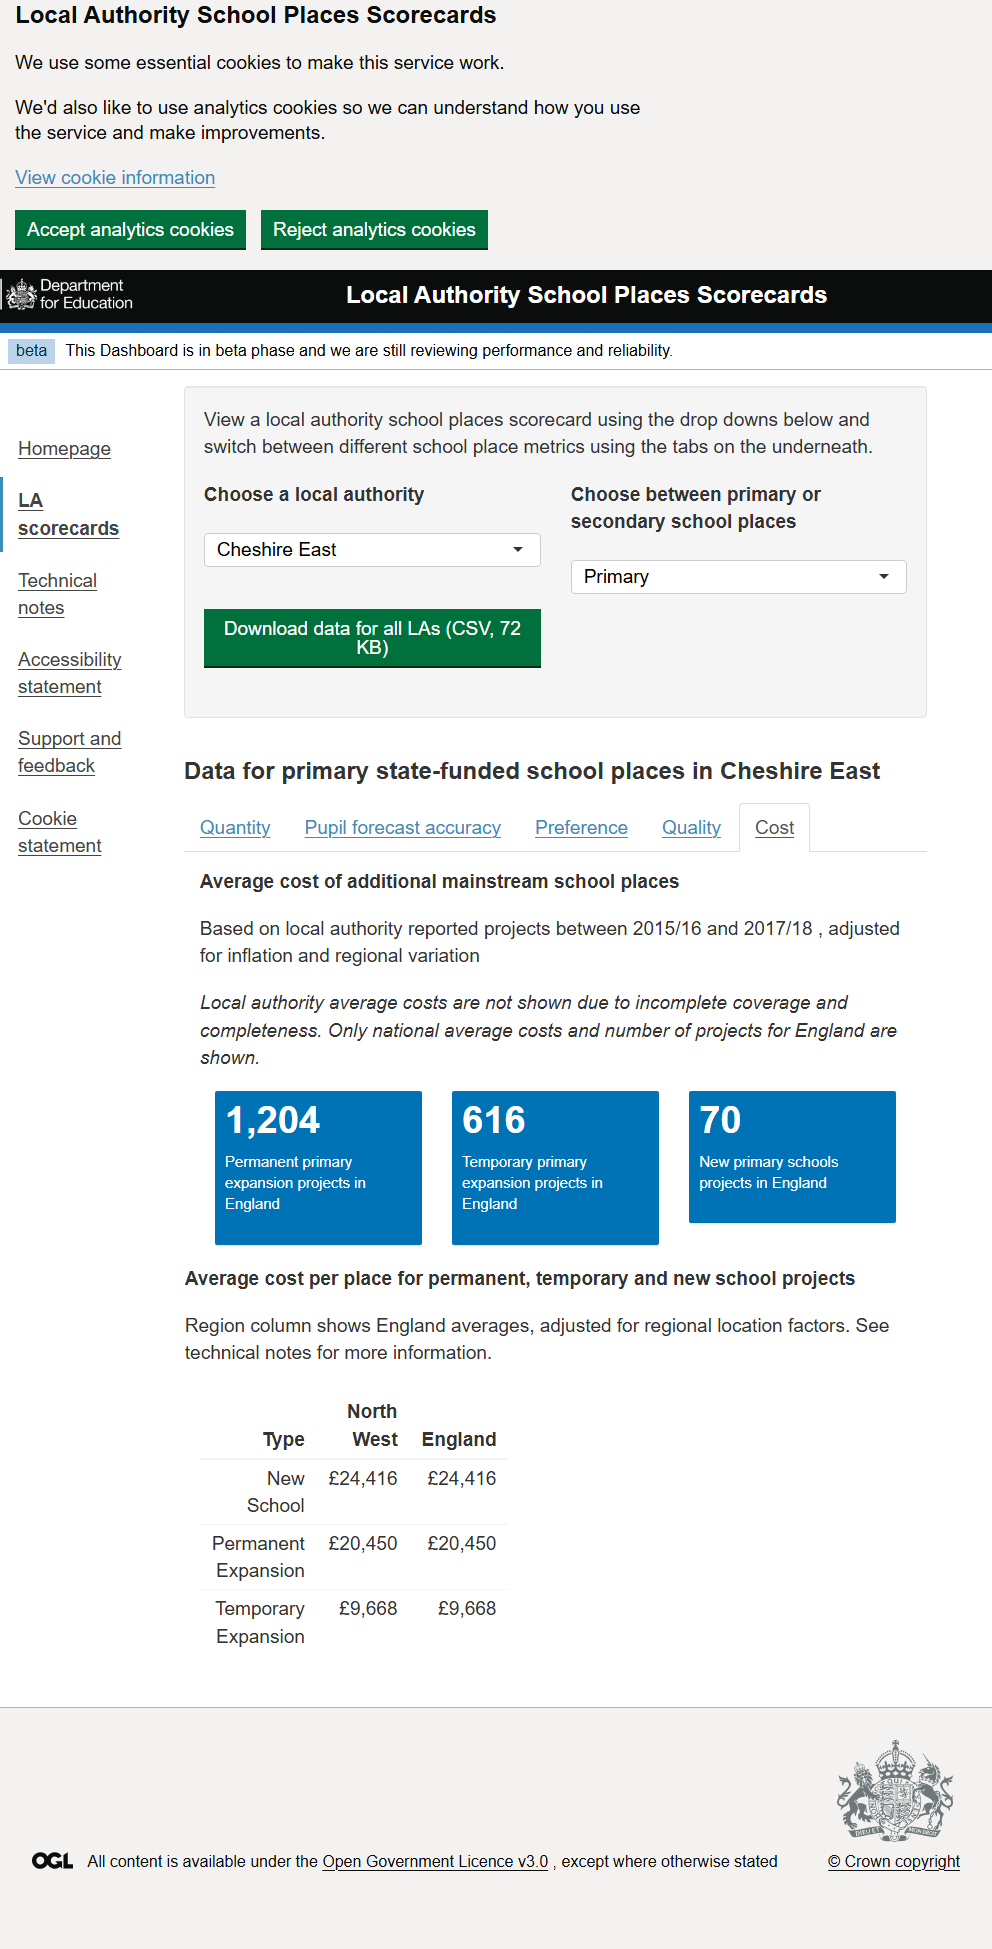 Local Authority School Places Scorecards
We use some essential cookies to make this service work.
We'd also like to use analytics cookies so we can understand how you use
the service and make improvements.
View cookie information
Accept analytics cookies
Reject analytics cookies
Department
for Education
Local Authority School Places Scorecards
beta This Dashboard is in beta phase and we are still reviewing performance and reliability.
Homepage
LA
scorecards
Technical
notes
Accessibility
statement
Support and
feedback
Cookie
statement
View a local authority school places scorecard using the drop downs below and
switch between different school place metrics using the tabs on the underneath.
Choose a local authority
Cheshire East
Choose between primary or
secondary school places
Primary
Download data for all LAs (CSV, 72
KB)
Data for primary state-funded school places in Cheshire East
Quantity Pupil forecast accuracy Preference Quality Cost
Average cost of additional mainstream school places
Based on local authority reported projects between 2015/16 and 2017/18 , adjusted
for inflation and regional variation
Local authority average costs are not shown due to incomplete coverage and
completeness. Only national average costs and number of projects for England are
shown.
1,204
Permanent primary
expansion projects in
England
616
Temporary primary
expansion projects in
England
70
New primary schools
projects in England
Average cost per place for permanent, temporary and new school projects
Region column shows England averages, adjusted for regional location factors. See
technical notes for more information.
North
Type West England
New £24,416 £24,416
School
Permanent £20,450 £20,450
Expansion
Temporary £9,668 £9,668
Expansion
OGL All content is available under the Open Government Licence v3.0 , except where otherwise stated
© Crown copyright